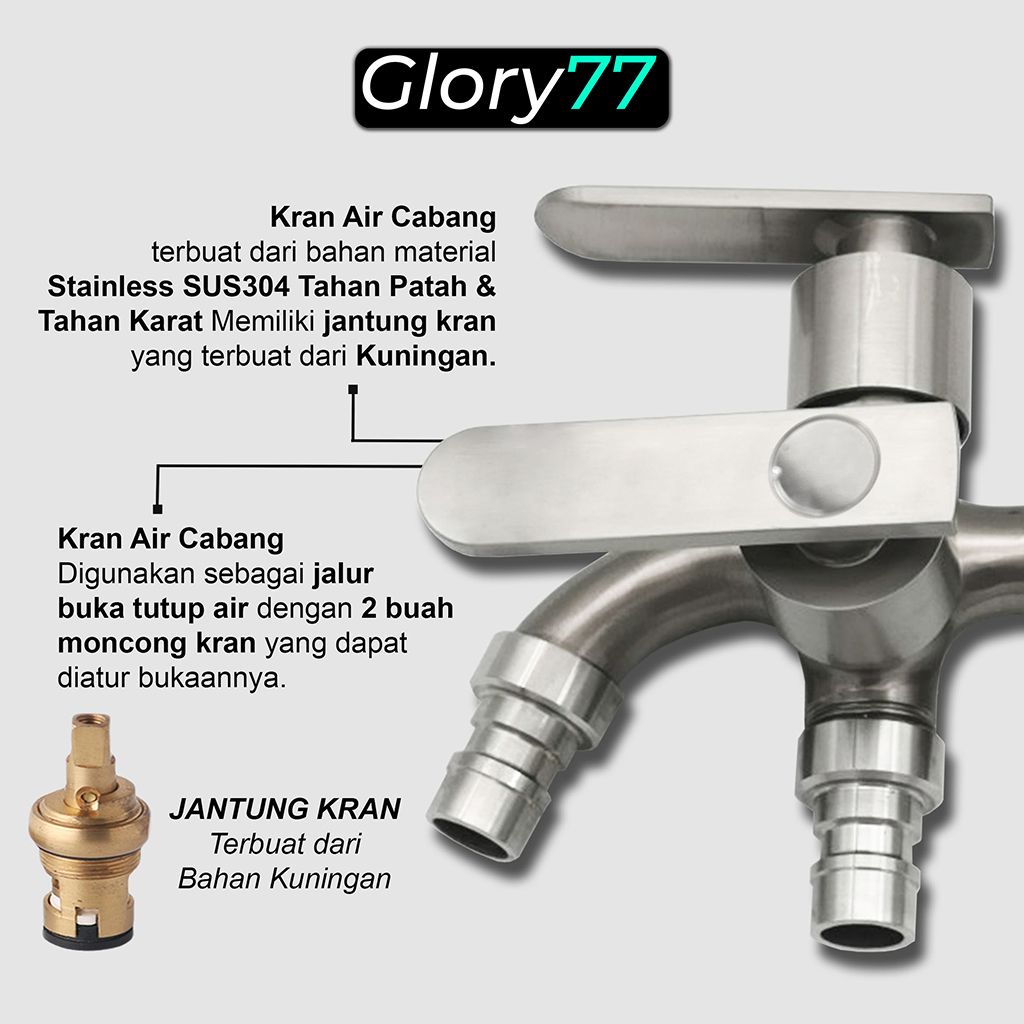 Glory77
Kran Air Cabang
terbuat dari bahan material
Stainless SUS304 Tahan Patah &
Tahan Karat Memiliki jantung kran
yang terbuat dari Kuningan.
Kran Air Cabang
Digunakan sebagai jalur
buka tutup air dengan 2 buah
moncong kran yang dapat
diatur bukaannya.
JANTUNG KRAN
Terbuat dari
Bahan Kuningan